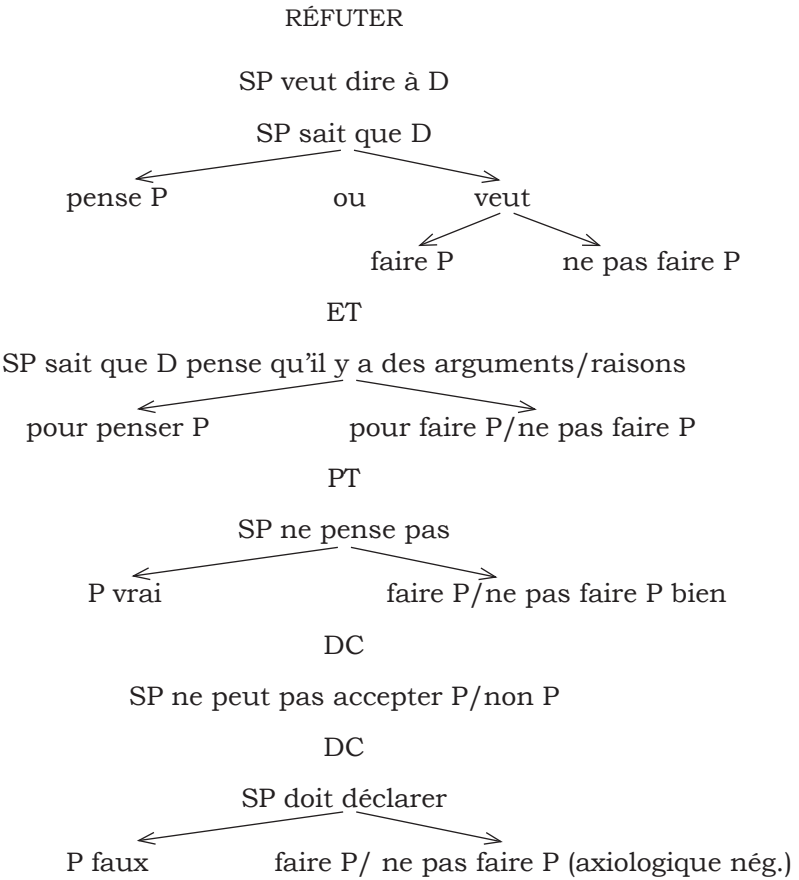 RÉFUTER
SP veut dire à D
SP sait que D
pense P ou veut
faire P ne pas faire P
ET
SP sait que D pense qu’il y a des arguments/raisons
pour penser P pour faire P/ne pas faire P
PT
SP ne pense pas
P vrai faire P/ne pas faire P bien
DC
SP ne peut pas accepter P/non P
DC
SP doit déclarer
P faux faire P/ ne pas faire P (axiologique nég.)